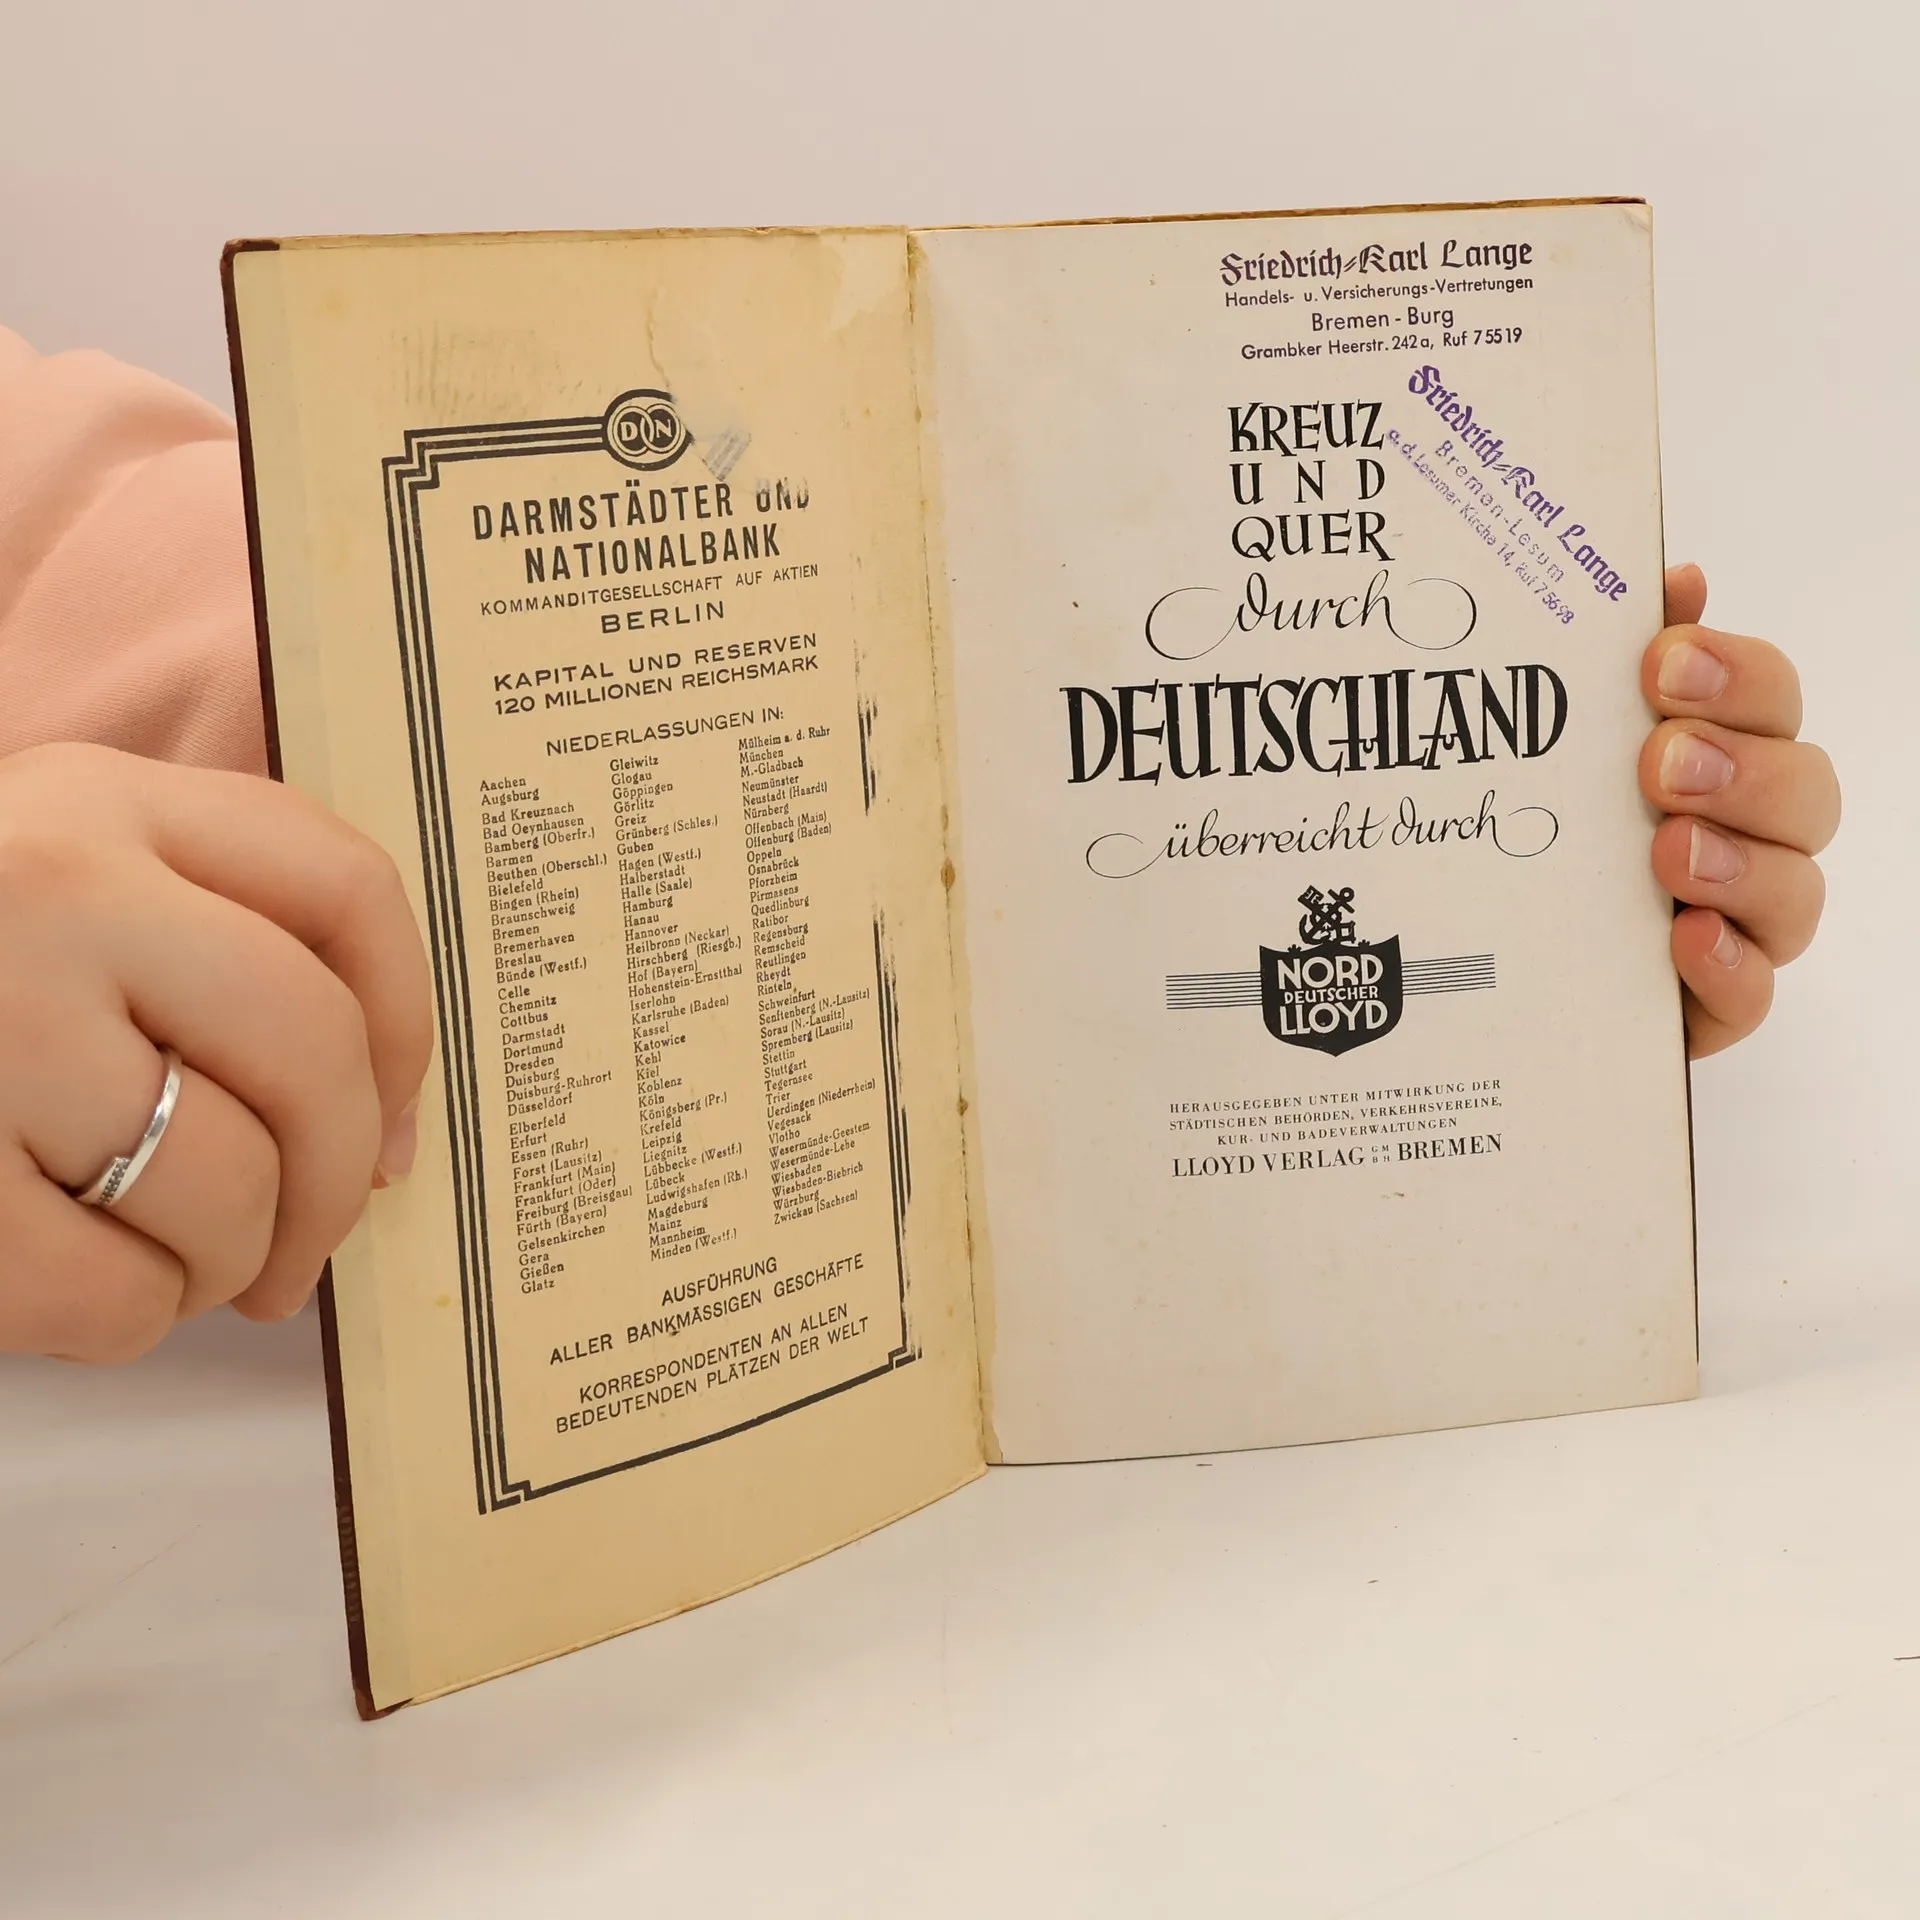 DN
DARMSTÄDTER UND
NATIONALBANK
KOMMANDITGESELLSCHAFT AUF AKTIEN
BERLIN
KAPITAL UND RESERVEN
120 MILLIONEN REICHSMARK
NIEDERLASSUNGEN IN:
Aachen
Augsburg
Bad Kreuznach
Bad Oeynhausen
Bamberg (Oberfr.)
Barmen
Beuthen (Oberschl.)
Bielefeld
Bingen (Rhein)
Braunschweig
Bremen
Bremerhaven
Breslau
Bünde (Westf.)
Celle
Chemnitz
Cottbus
Darmstadt
Dortmund
Dresden
Duisburg
Duisburg-Ruhrort
Düsseldorf
Elberfeld
Erfurt
Essen (Ruhr)
Forst (Lausitz)
Frankfurt (Main)
Frankfurt (Oder)
Freiburg (Breisgau)
Fürth (Bayern)
Gelsenkirchen
Gera
Gießen
Glatz
Gleiwitz
Glogau
Göppingen
Görlitz
Greiz
Grünberg (Schles.)
Guben
Hagen (Westf.)
Halberstadt
Halle (Saale)
Hamburg
Hanau
Hannover
Heilbronn (Neckar)
Hirschberg (Riesgb.)
Hof (Bayern)
Hohenstein-Ernstthal
Iserlohn
Karlsruhe (Baden)
Kassel
Katowice
Kehl
Kiel
Koblenz
Köln
Königsberg (Pr.)
Krefeld
Leipzig
Liegnitz
Lübbecke (Westf.)
Lübeck
Ludwigshafen (Rh.)
Magdeburg
Mainz
Mannheim
Minden (Westf.)
Mülheim a. d. Ruhr
München
M.-Gladbach
Neumünster
Neustadt (Haardt)
Nürnberg
Offenbach (Main)
Offenburg (Baden)
Oppeln
Osnabrück
Pforzheim
Pirmasens
Quedlinburg
Ratibor
Regensburg
Remscheid
Reutlingen
Rheydt
Rinteln
Schweinfurt
Senftenberg (N.-Lausitz)
Sorau (N.-Lausitz)
Spremberg (Lausitz)
Stettin
Stuttgart
Tegernsee
Trier
Uerdingen (Niederrhein)
Vegesack
Vlotho
Wesermünde-Geestem
Wesermünde-Lehe
Wiesbaden
Wiesbaden-Biebrich
Würzburg
Zwickau (Sachsen)
AUSFÜHRUNG
ALLER BANKMÄSSIGEN GESCHÄFTE
KORRESPONDENTEN AN ALLEN
BEDEUTENDEN PLÄTZEN DER WELT
Friedrich-Karl Lange
Handels- u. Versicherungs-Vertretungen
Bremen - Burg
Grambker Heerstr. 242 a, Ruf 7 55 19
Friedrich-Karl Lange
Bremen-Lesum
a. d. Lesumer Kirche 14, Ruf 7 56 98
KREUZ
UND
QUER
durch
DEUTSCHLAND
überreicht durch
NORD
DEUTSCHER
LLOYD
HERAUSGEGEBEN UNTER MITWIRKUNG DER
STÄDTISCHEN BEHÖRDEN, VERKEHRSVEREINE,
KUR- UND BADEVERWALTUNGEN
LLOYD VERLAG GMBH BREMEN